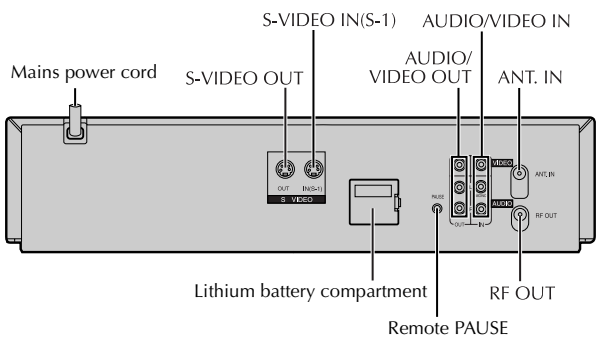 S-VIDEO IN(S-1)
AUDIO/VIDEO IN
AUDIO/
VIDEO OUT
Mains power cord
S-VIDEO OUT
ANT. IN
VIDEO
ANT. IN
OUT
IN(S-1)
S VIDEO
PAUSE
AUDIO
RF OUT
OUT
IN
Lithium battery compartment
RF OUT
Remote PAUSE